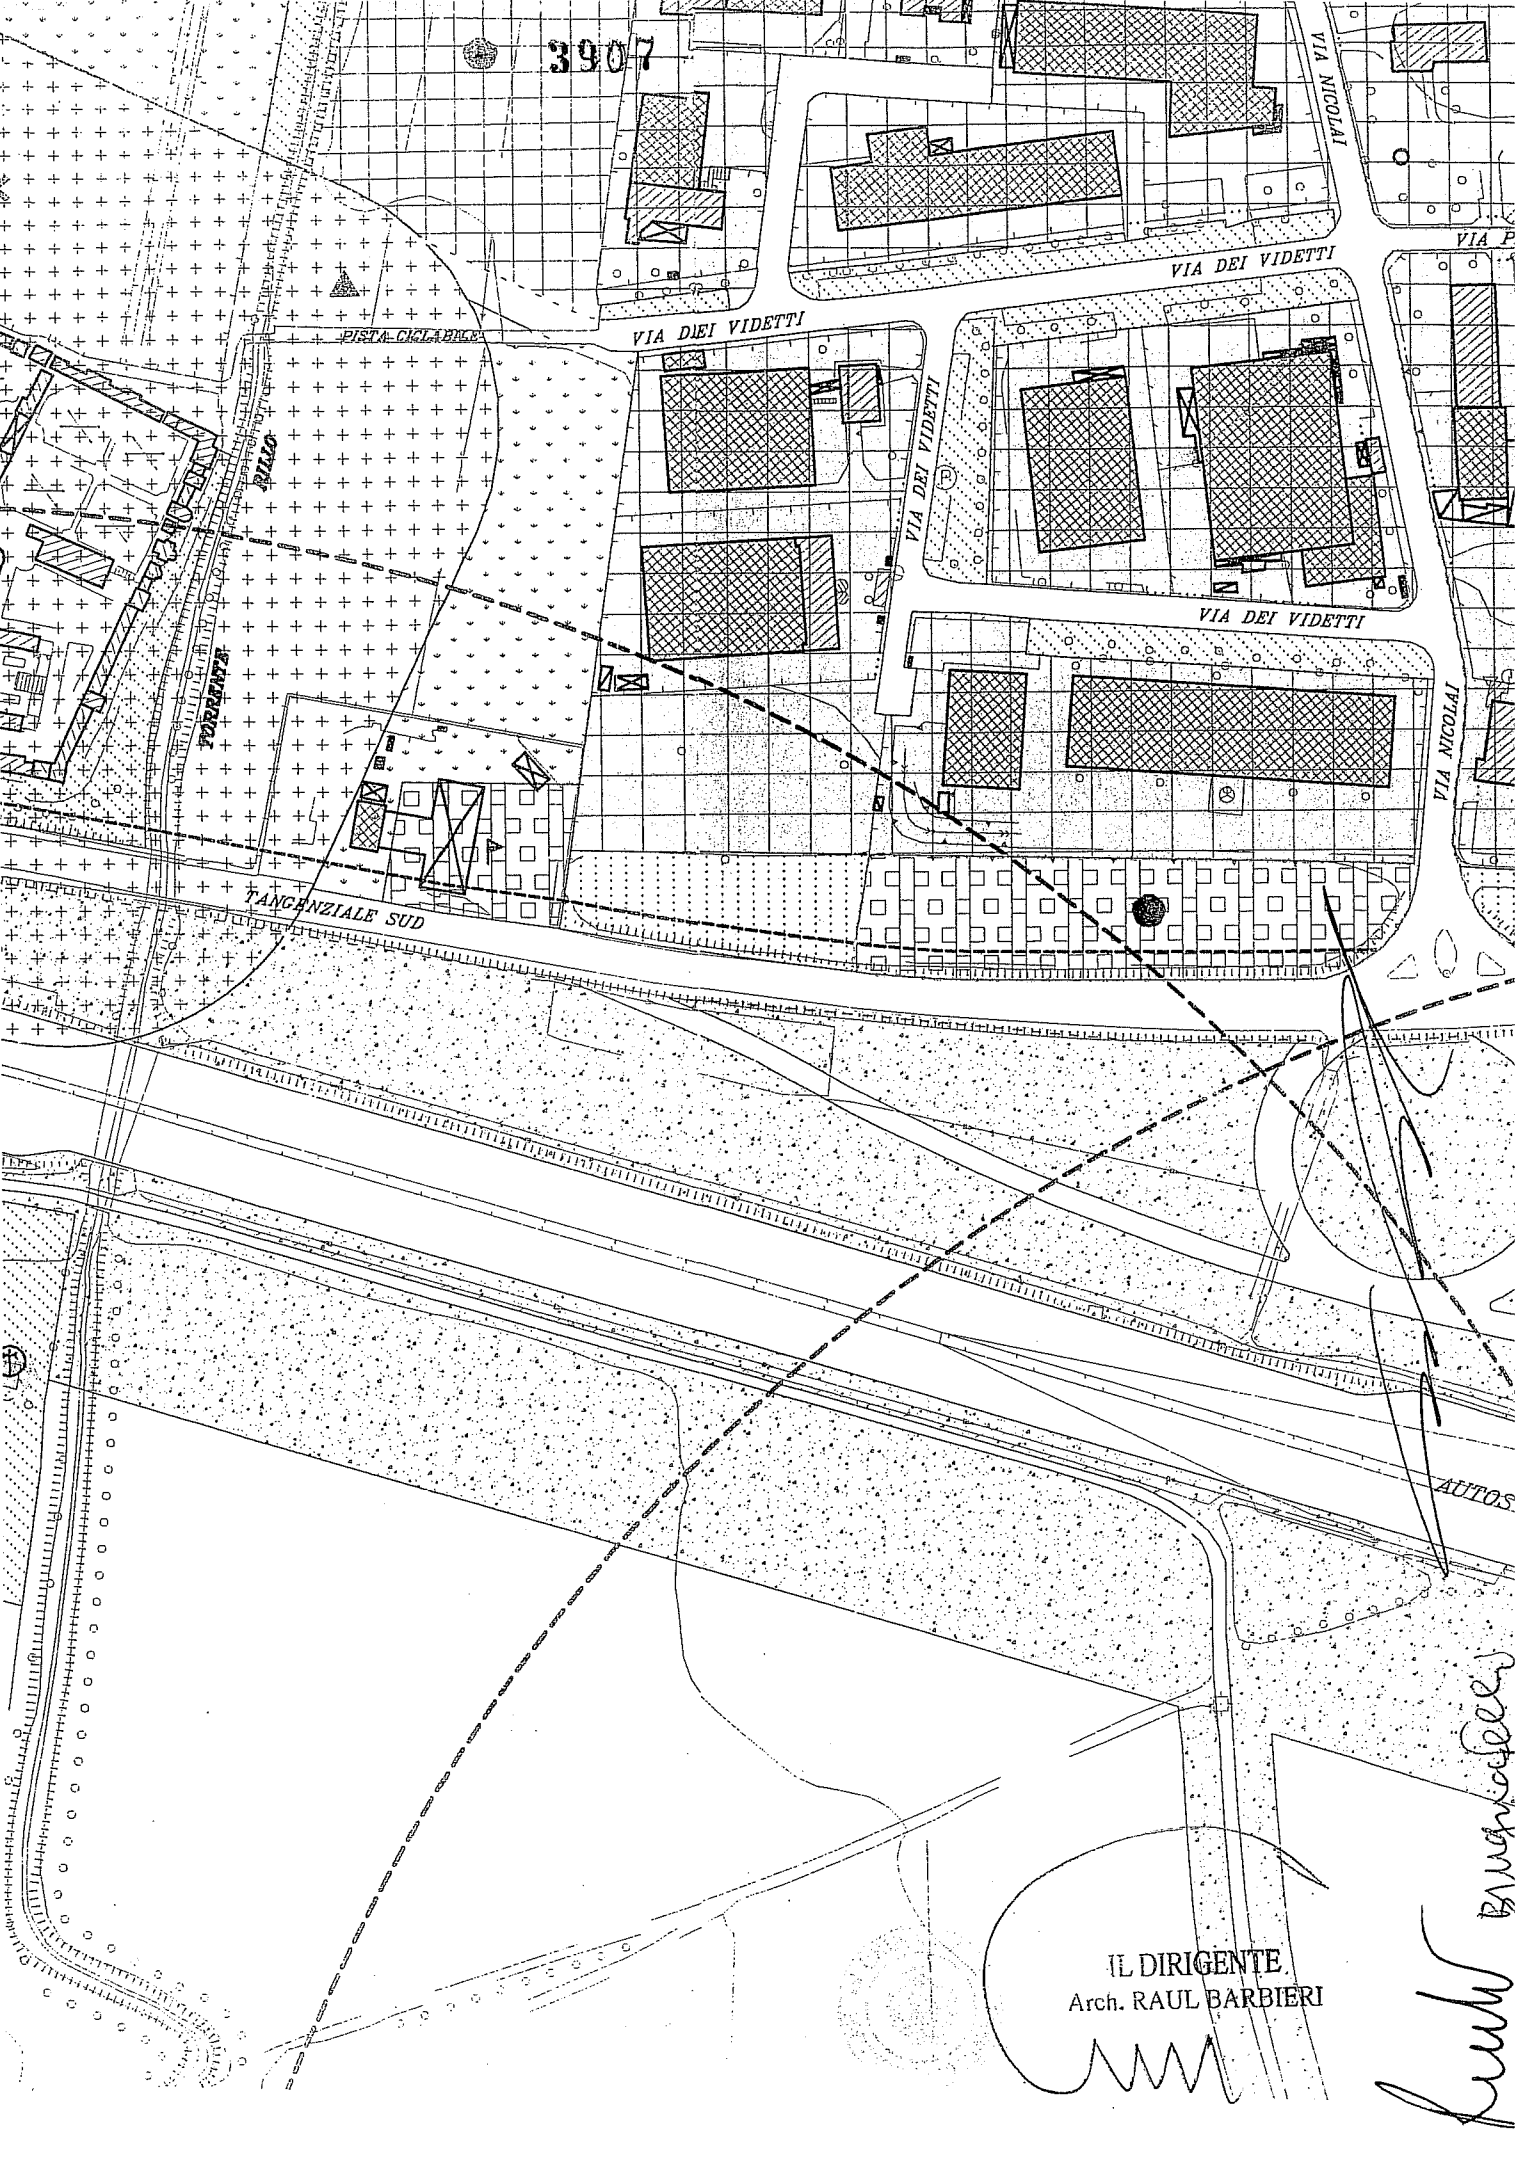 3907
VIA NICOLAI
VIA P
VIA DEI VIDETTI
VIA DEI VIDETTI
PISTA CICLABILE
VIA DEI VIDETTI
RILIO
VIA DEI VIDETTI
P
TORRENTE
VIA NICOLAI
TANGENZIALE SUD
AUTOS
IL DIRIGENTE
Arch. RAUL BARBIERI